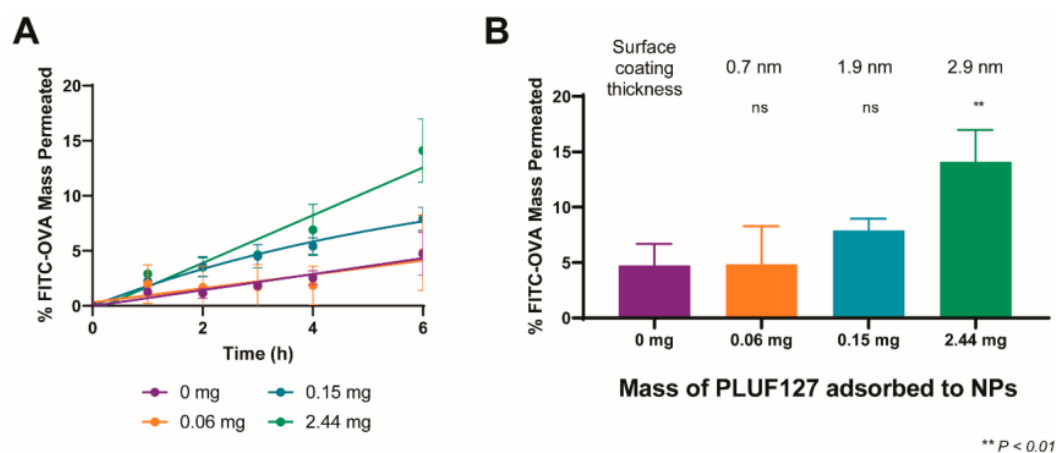 A
% FITC-OVA Mass Permeated
20
15
10
5
0
0
2
4
6
Time (h)
0 mg
0.15 mg
0.06 mg
2.44 mg
B
Surface
coating
thickness
0.7 nm
1.9 nm
2.9 nm
ns
ns
**
% FITC-OVA Mass Permeated
20
15
10
5
0
0 mg
0.06 mg
0.15 mg
2.44 mg
Mass of PLUF127 adsorbed to NPs
** P < 0.01